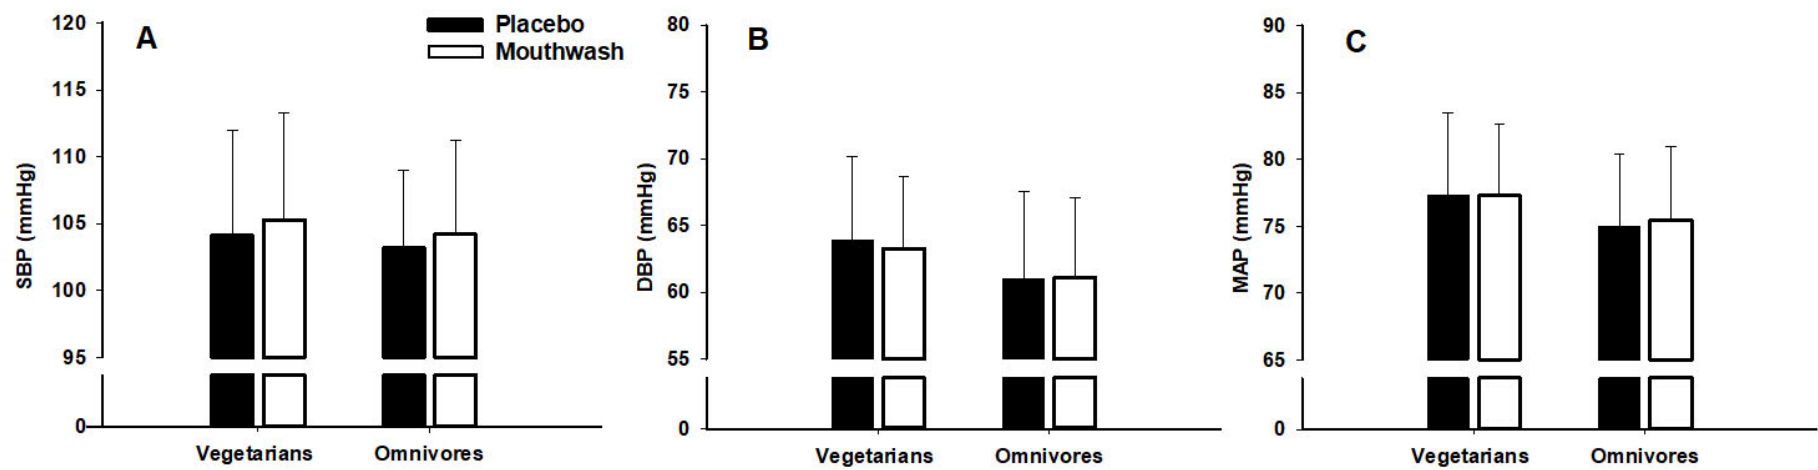 A
Placebo
Mouthwash
SBP (mmHg)
120
115
110
105
100
95
0
Vegetarians Omnivores
B
DBP (mmHg)
80
75
70
65
60
55
0
Vegetarians Omnivores
C
MAP (mmHg)
90
85
80
75
70
65
0
Vegetarians Omnivores